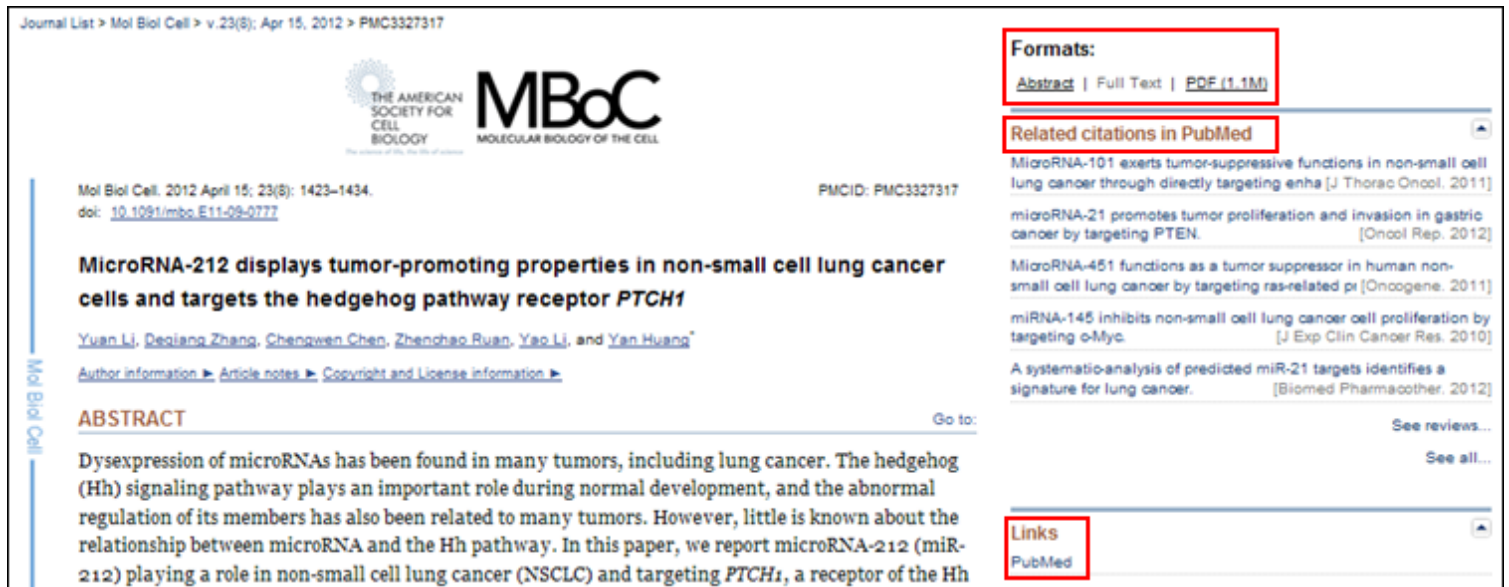 Journal List > Mol Biol Cell > v.23(8); Apr 15, 2012 > PMC3327317
THE AMERICAN
SOCIETY FOR
CELL
BIOLOGY
The science of life, the life of science
MBoC
MOLECULAR BIOLOGY OF THE CELL
Mol Biol Cell. 2012 April 15; 23(8): 1423–1434.
PMCID: PMC3327317
doi: 10.1091/mbc.E11-09-0777
MicroRNA-212 displays tumor-promoting properties in non-small cell lung cancer
cells and targets the hedgehog pathway receptor PTCH1
Yuan Li, Deqiang Zhang, Chengwen Chen, Zhenchao Ruan, Yao Li, and Yan Huang*
Author information ► Article notes ► Copyright and License information ►
Mol Biol Cell
ABSTRACT
Go to:
Dysexpression of microRNAs has been found in many tumors, including lung cancer. The hedgehog
(Hh) signaling pathway plays an important role during normal development, and the abnormal
regulation of its members has also been related to many tumors. However, little is known about the
relationship between microRNA and the Hh pathway. In this paper, we report microRNA-212 (miR-
212) playing a role in non-small cell lung cancer (NSCLC) and targeting PTCH1, a receptor of the Hh
Formats:
Abstract | Full Text | PDF (1.1M)
Related citations in PubMed
MicroRNA-101 exerts tumor-suppressive functions in non-small cell
lung cancer through directly targeting enha [J Thorac Oncol. 2011]
microRNA-21 promotes tumor proliferation and invasion in gastric
cancer by targeting PTEN. [Oncol Rep. 2012]
MicroRNA-451 functions as a tumor suppressor in human non-
small cell lung cancer by targeting ras-related pr [Oncogene. 2011]
miRNA-145 inhibits non-small cell lung cancer cell proliferation by
targeting c-Myc. [J Exp Clin Cancer Res. 2010]
A systematic-analysis of predicted miR-21 targets identifies a
signature for lung cancer. [Biomed Pharmacother. 2012]
See reviews...
See all...
Links
PubMed